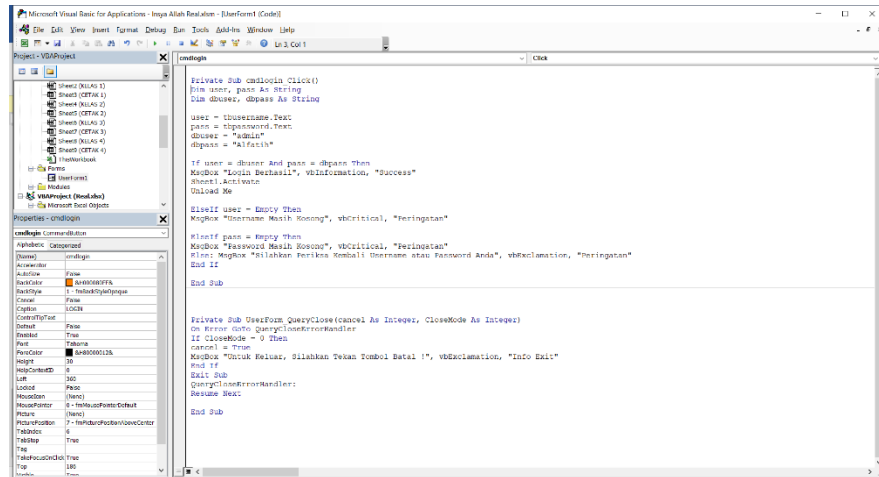 Microsoft Visual Basic for Applications - Insya Allah Real.xlsm - [UserForm1 (Code)]
File Edit View Insert Format Debug Run Tools Add-Ins Window Help
Ln 3, Col 1
Project - VBAProject
Sheet2 (KELAS 1)
Sheet3 (CETAK 1)
Sheet4 (KELAS 2)
Sheet5 (CETAK 2)
Sheet6 (KELAS 3)
Sheet7 (CETAK 3)
Sheet8 (KELAS 4)
Sheet9 (CETAK 4)
ThisWorkbook
Forms
UserForm1
Modules
VBAProject (Real.xlsx)
Microsoft Excel Objects
Properties - cmdlogin
cmdlogin CommandButton
Alphabetic Categorized
(Name) cmdlogin
Accelerator
AutoSize False
BackColor &H000080FF&
BackStyle 1 - fmBackStyleOpaque
Cancel False
Caption LOGIN
ControlTipText
Default False
Enabled True
Font Tahoma
ForeColor &H80000012&
Height 30
HelpContextID 0
Left 360
Locked False
MouseIcon (None)
MousePointer 0 - fmMousePointerDefault
Picture (None)
PicturePosition 7 - fmPicturePositionAboveCenter
TabIndex 6
TabStop True
Tag
TakeFocusOnClick True
Top 186
Visible True
cmdlogin Click
Private Sub cmdlogin_Click()
Dim user, pass As String
Dim dbuser, dbpass As String
user = tbusername.Text
pass = tbpassword.Text
dbuser = "admin"
dbpass = "Alfatih"
If user = dbuser And pass = dbpass Then
MsgBox "Login Berhasil", vbInformation, "Success"
Sheet1.Activate
Unload Me
ElseIf user = Empty Then
MsgBox "Username Masih Kosong", vbCritical, "Peringatan"
ElseIf pass = Empty Then
MsgBox "Password Masih Kosong", vbCritical, "Peringatan"
Else: MsgBox "Silahkan Periksa Kembali Username atau Password Anda", vbExclamation, "Peringatan"
End If
End Sub
Private Sub UserForm_QueryClose(cancel As Integer, CloseMode As Integer)
On Error GoTo QueryCloseErrorHandler
If CloseMode = 0 Then
cancel = True
MsgBox "Untuk Keluar, Silahkan Tekan Tombol Batal !", vbExclamation, "Info Exit"
End If
Exit Sub
QueryCloseErrorHandler:
Resume Next
End Sub